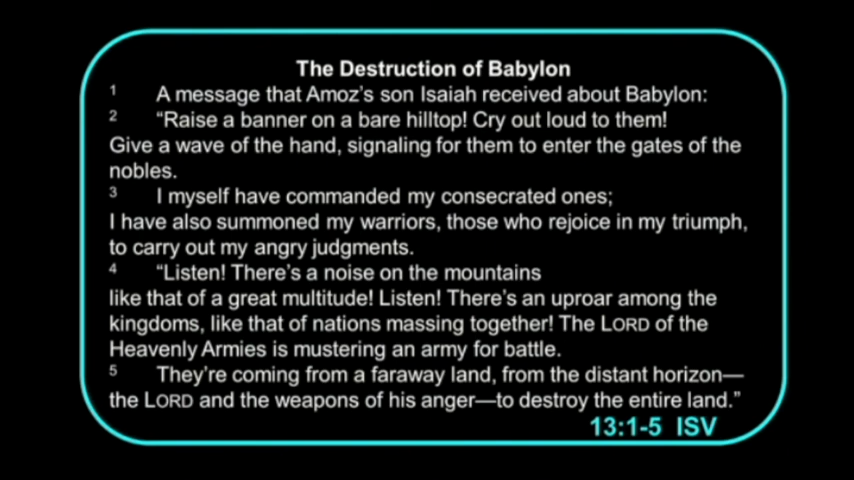 The Destruction of Babylon
1 A message that Amoz's son Isaiah received about Babylon:
2 “Raise a banner on a bare hilltop! Cry out loud to them!
Give a wave of the hand, signaling for them to enter the gates of the
nobles.
3 I myself have commanded my consecrated ones;
I have also summoned my warriors, those who rejoice in my triumph,
to carry out my angry judgments.
4 “Listen! There’s a noise on the mountains
like that of a great multitude! Listen! There’s an uproar among the
kingdoms, like that of nations massing together! The LORD of the
Heavenly Armies is mustering an army for battle.
5 They’re coming from a faraway land, from the distant horizon—
the LORD and the weapons of his anger—to destroy the entire land.”
13:1-5 ISV